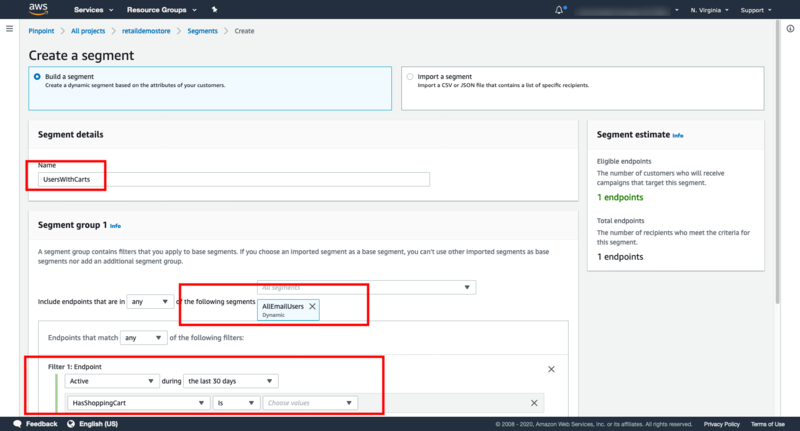 aws Services Resource Groups N. Virginia Support
Pinpoint > All projects > retaildemostore > Segments > Create
Create a segment
Build a segment
Create a dynamic segment based on the attributes of your customers.
Import a segment
Import a CSV or JSON file that contains a list of specific recipients.
Segment details
Name
UsersWithCarts
Segment estimate Info
Eligible endpoints
The number of customers who will receive
campaigns that target this segment.
1 endpoints
Total endpoints
The number of recipients who meet the criteria for
this segment.
1 endpoints
Segment group 1 Info
A segment group contains filters that you apply to base segments. If you choose an imported segment as a base segment, you can't use other imported segments as base
segments nor add an additional segment group.
All segments
Include endpoints that are in any of the following segments
AllEmailUsers
Dynamic
Endpoints that match any of the following filters:
Filter 1: Endpoint
Active during the last 30 days
HasShoppingCart Is Choose values
Feedback English (US) © 2008 - 2020, Amazon Web Services, Inc. or its affiliates. All rights reserved. Privacy Policy Terms of Use